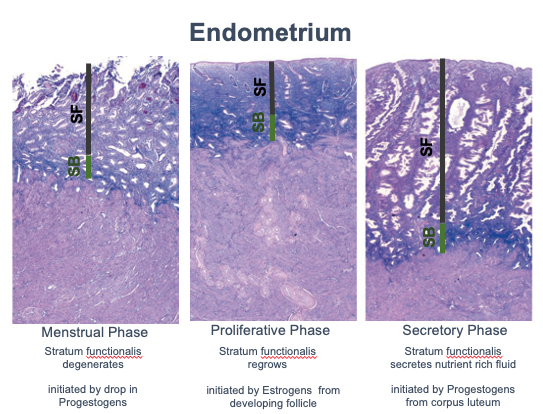 Endometrium
SF
SB
SF
SB
SF
SB
Menstrual Phase
Stratum functionalis
degenerates
initiated by drop in
Progestogens
Proliferative Phase
Stratum functionalis
regrows
initiated by Estrogens from
developing follicle
Secretory Phase
Stratum functionalis
secretes nutrient rich fluid
initiated by Progestogens
from corpus luteum